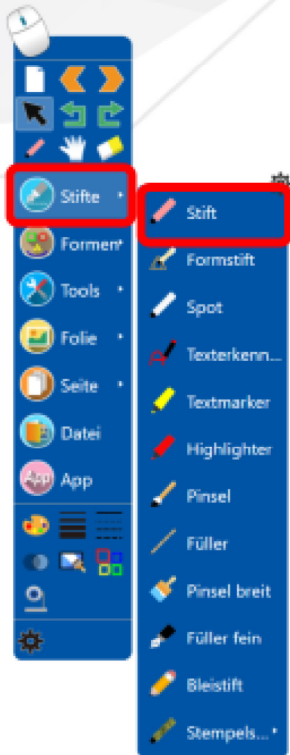 Stifte
Formen
Tools
Folie
Seite
Datei
App App
Stift
Formstift
Spot
Texterkenn...
Textmarker
Highlighter
Pinsel
Füller
Pinsel breit
Füller fein
Bleistift
Stempels...